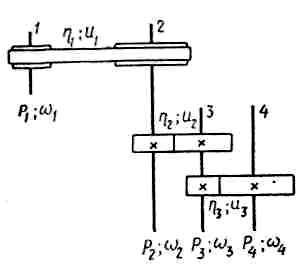 1 2
η₁; u₁
P₁; ω₁
η₂; u₂ 3 4
η₃; u₃
P₂; ω₂ P₃; ω₃ P₄; ω₄